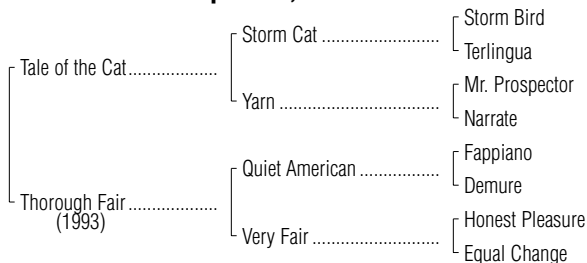 Storm Bird
Storm Cat ..........................
Terlingua
Tale of the Cat...................
Mr. Prospector
Yarn ...................................
Narrate
Fappiano
Quiet American .................
Demure
Thorough Fair ...................
(1993)
Honest Pleasure
Very Fair ............................
Equal Change